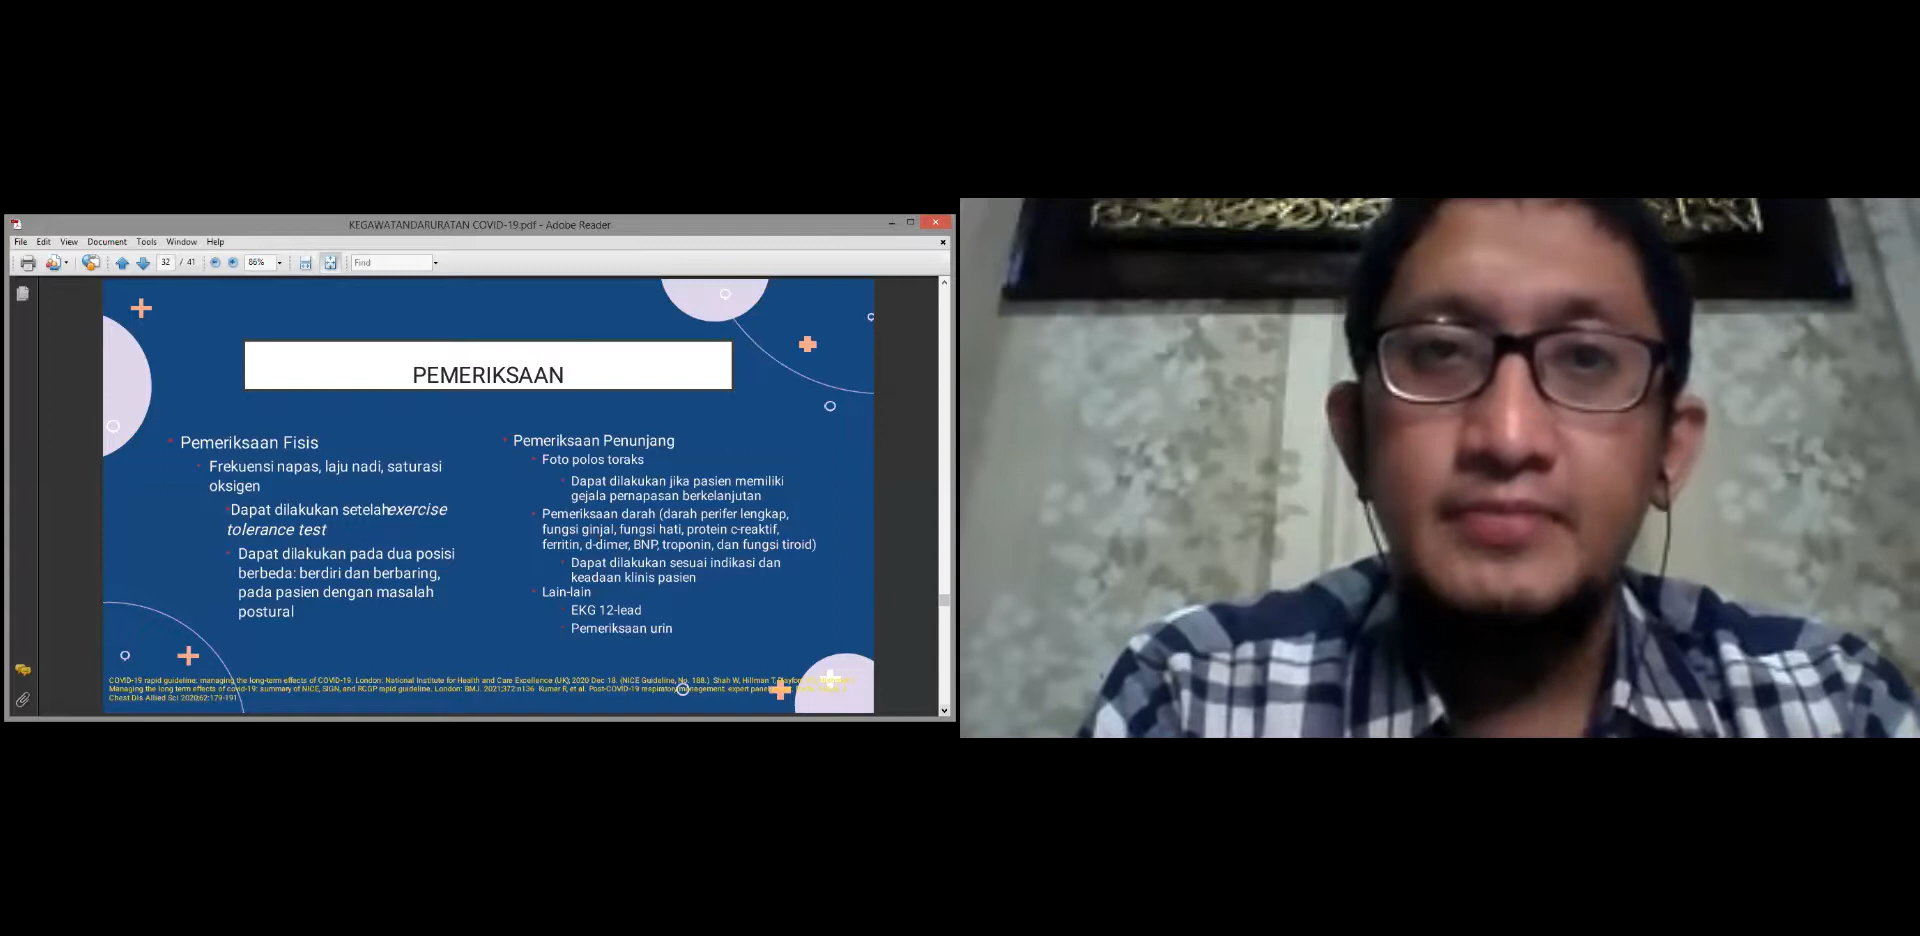 KEGAWATANDARURATAN COVID-19.pdf - Adobe Reader
File Edit View Document Tools Window Help
32 / 41 86% Find
PEMERIKSAAN
Pemeriksaan Fisis
Frekuensi napas, laju nadi, saturasi
oksigen
Dapat dilakukan setelah exercise
tolerance test
Dapat dilakukan pada dua posisi
berbeda: berdiri dan berbaring,
pada pasien dengan masalah
postural
Pemeriksaan Penunjang
Foto polos toraks
Dapat dilakukan jika pasien memiliki
gejala pernapasan berkelanjutan
Pemeriksaan darah (darah perifer lengkap,
fungsi ginjal, fungsi hati, protein c-reaktif,
ferritin, d-dimer, BNP, troponin, dan fungsi tiroid)
Dapat dilakukan sesuai indikasi dan
keadaan klinis pasien
Lain-lain
EKG 12-lead
Pemeriksaan urin
COVID-19 rapid guideline: managing the long-term effects of COVID-19. London: National Institute for Health and Care Excellence (UK); 2020 Dec 18. (NICE Guideline, No. 188.) Shah W, Hillman T,
Managing the long term effects of covid-19: summary of NICE, SIGN, and RCGP rapid guideline. London: BMJ. 2021;372:n136 Kumar R, et al. Post-COVID-19 respiratory management: expert
Chest Dis Allied Sci 2020;62:179-191